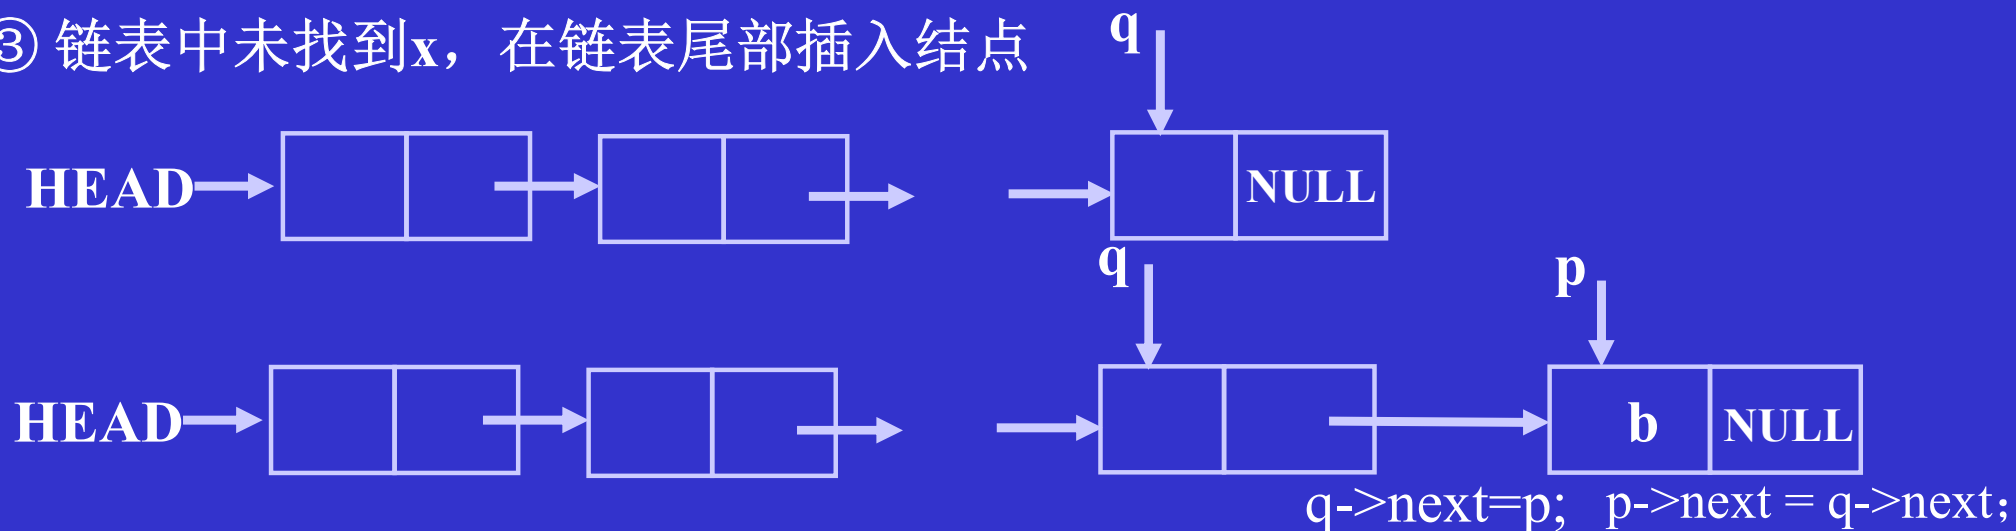 ③ 链表中未找到x，在链表尾部插入结点
q
HEAD
NULL
q
p
HEAD
b
NULL
q->next=p; p->next = q->next;